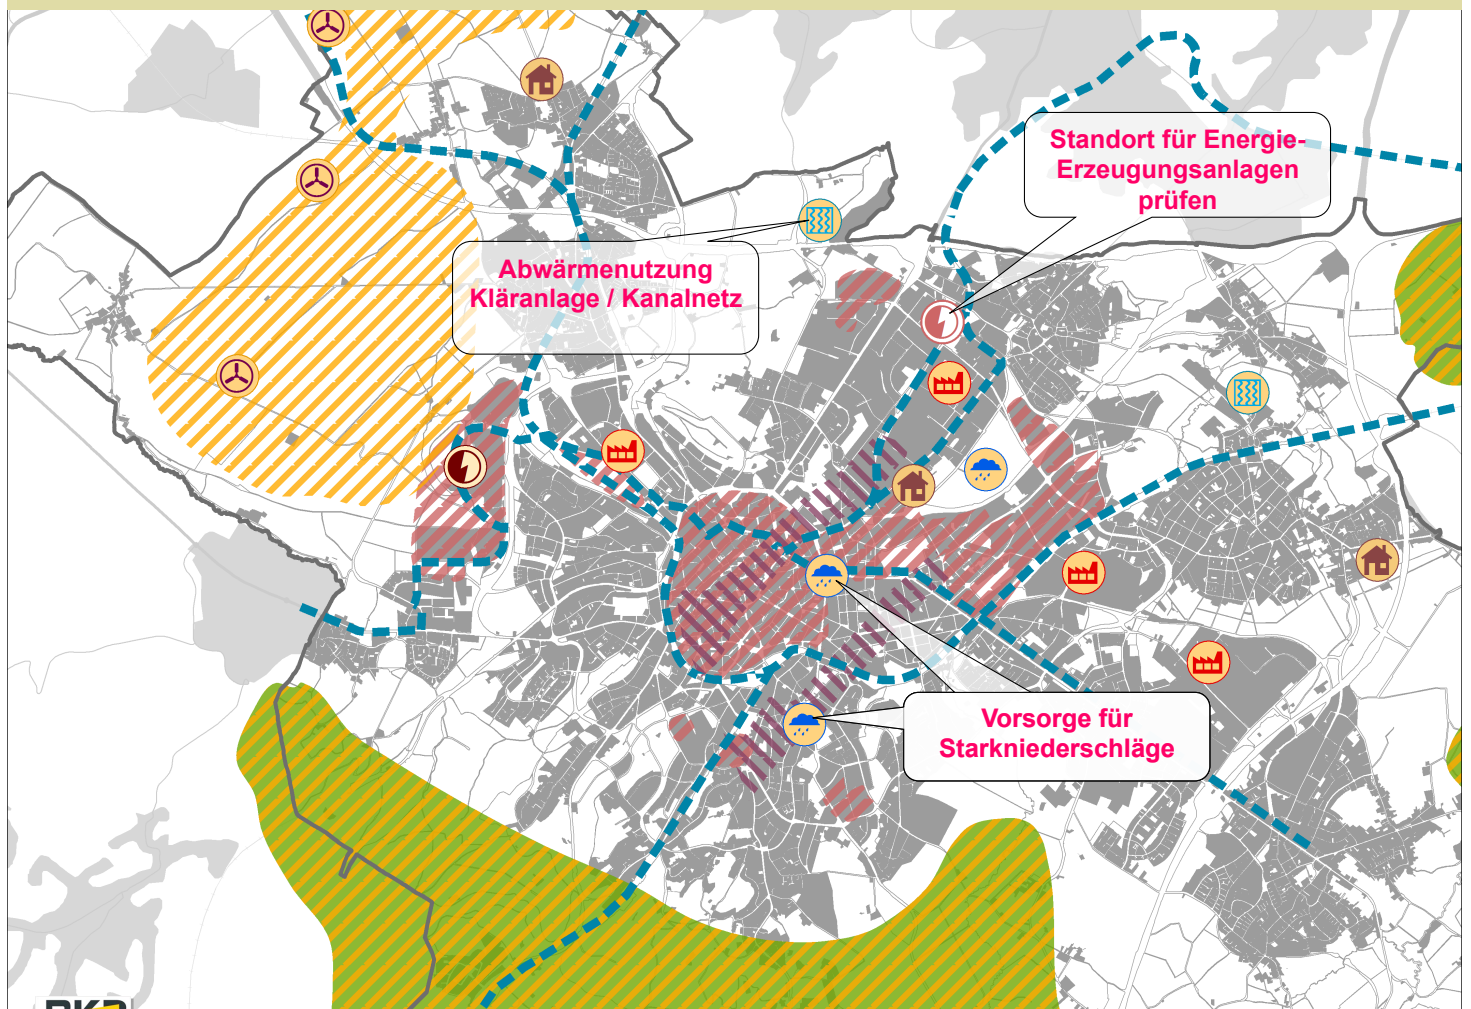 Standort für Energie-
Erzeugungsanlagen
prüfen
Abwärmenutzung
Kläranlage / Kanalnetz
Vorsorge für
Starkniederschläge